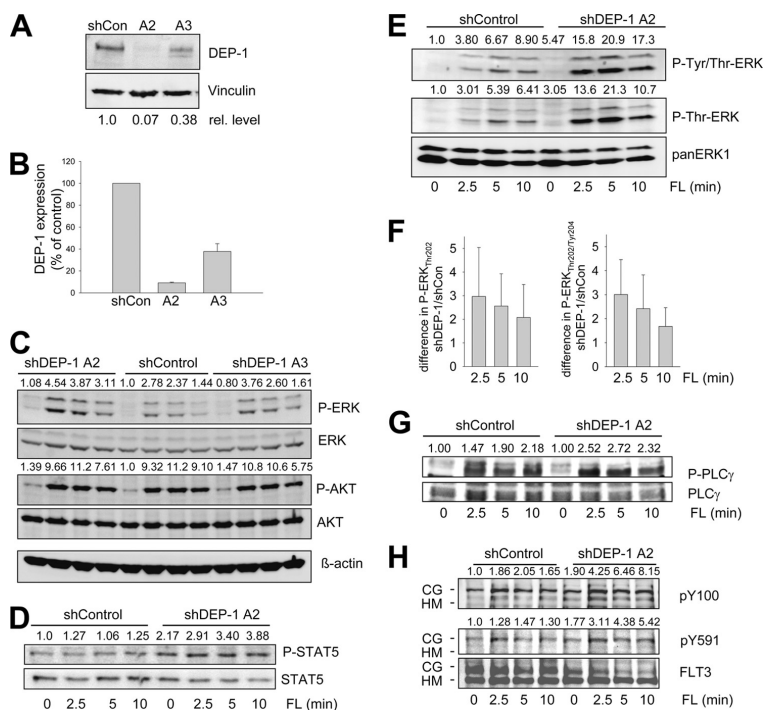 A
shCon A2 A3
DEP-1
Vinculin
1.0 0.07 0.38 rel. level
B
DEP-1 expression
(% of control)
120
100
80
60
40
20
0
shCon A2 A3
C
shDEP-1 A2 shControl shDEP-1 A3
1.08 4.54 3.87 3.11 1.0 2.78 2.37 1.44 0.80 3.76 2.60 1.61
P-ERK
ERK
1.39 9.66 11.2 7.61 1.0 9.32 11.2 9.10 1.47 10.8 10.6 5.75
P-AKT
AKT
ß-actin
D
shControl shDEP-1 A2
1.0 1.27 1.06 1.25 2.17 2.91 3.40 3.88
P-STAT5
STAT5
0 2.5 5 10 0 2.5 5 10 FL (min)
E
shControl shDEP-1 A2
1.0 3.80 6.67 8.90 5.47 15.8 20.9 17.3
P-Tyr/Thr-ERK
1.0 3.01 5.39 6.41 3.05 13.6 21.3 10.7
P-Thr-ERK
panERK1
0 2.5 5 10 0 2.5 5 10 FL (min)
F
difference in P-ERKThr202
shDEP-1/shCon
5
4
3
2
1
0
2.5 5 10
difference in P-ERKThr202/Tyr204
shDEP-1/shCon
5
4
3
2
1
0
2.5 5 10 FL (min)
G
shControl shDEP-1 A2
1.00 1.47 1.90 2.18 1.00 2.52 2.72 2.32
P-PLCγ
PLCγ
0 2.5 5 10 0 2.5 5 10 FL (min)
H
shControl shDEP-1 A2
1.0 1.86 2.05 1.65 1.90 4.25 6.46 8.15
CG -
HM -
pY100
1.0 1.28 1.47 1.30 1.77 3.11 4.38 5.42
CG -
HM -
pY591
CG -
HM -
FLT3
0 2.5 5 10 0 2.5 5 10 FL (min)